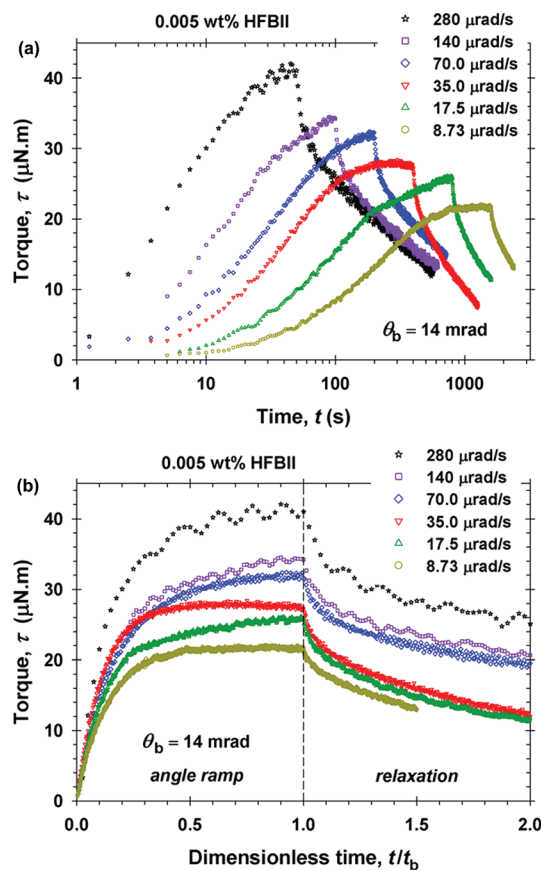 (a)
0.005 wt% HFBII
280 μrad/s
140 μrad/s
70.0 μrad/s
35.0 μrad/s
17.5 μrad/s
8.73 μrad/s
Torque, τ (μN.m)
40
30
20
10
0
θb = 14 mrad
1 10 100 1000
Time, t (s)
(b)
0.005 wt% HFBII
280 μrad/s
140 μrad/s
70.0 μrad/s
35.0 μrad/s
17.5 μrad/s
8.73 μrad/s
Torque, τ (μN.m)
40
30
20
10
0
θb = 14 mrad
angle ramp relaxation
0.0 0.5 1.0 1.5 2.0
Dimensionless time, t/tb